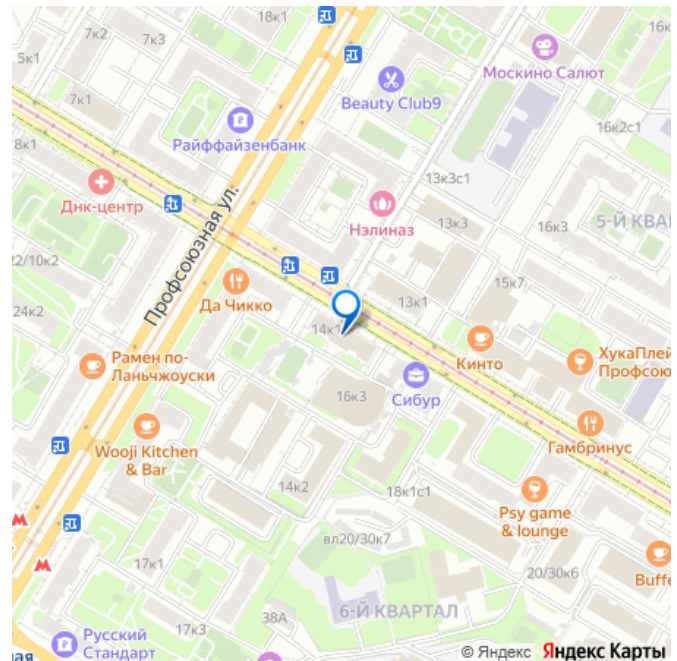 18к1
16к
7к2
7к3
5к1
Москино Салют
7к1
Beauty Club9
16к2с1
Райффайзенбанк
8к1
13к3с1
Днк-центр
Профсоюзная ул.
Нэлиназ
13к3
16к3
5-Й КВА
22/10к2
15к7
Да Чикко
13к1
24к2
14к1
Рамен по-
Ланьчжоуски
Кинто
ХукаПлей
Профсою
16к3
Сибур
Гамбринус
Wooji Kitchen
& Bar
14к2
18к1с1
Psy game
& lounge
вл20/30к7
17к1
20/30к6
Buffe
38А
6-Й КВАРТАЛ
17к3
Русский
Стандарт
ная
© Яндекс Яндекс Карты